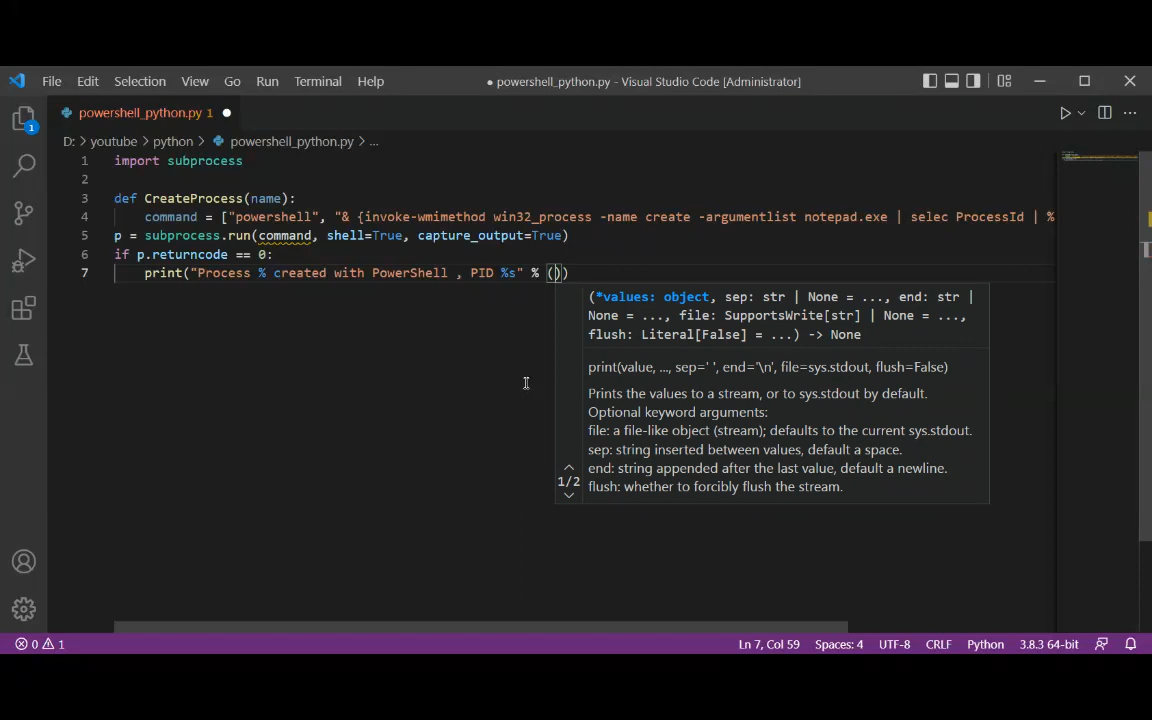 File Edit Selection View Go Run Terminal Help ● powershell_python.py - Visual Studio Code [Administrator]
powershell_python.py 1 ●
D: > youtube > python > powershell_python.py > ...
1 import subprocess
2
3 def CreateProcess(name):
4 command = ["powershell", "& {invoke-wmimethod win32_process -name create -argumentlist notepad.exe | selec ProcessId | %
5 p = subprocess.run(command, shell=True, capture_output=True)
6 if p.returncode == 0:
7 print("Process % created with PowerShell , PID %s" % ())
(*values: object, sep: str | None = ..., end: str |
None = ..., file: SupportsWrite[str] | None = ...,
flush: Literal[False] = ...) -> None
print(value, ..., sep=' ', end='\n', file=sys.stdout, flush=False)
Prints the values to a stream, or to sys.stdout by default.
Optional keyword arguments:
file: a file-like object (stream); defaults to the current sys.stdout.
sep: string inserted between values, default a space.
1/2
end: string appended after the last value, default a newline.
flush: whether to forcibly flush the stream.
1
0 1 Ln 7, Col 59 Spaces: 4 UTF-8 CRLF Python 3.8.3 64-bit